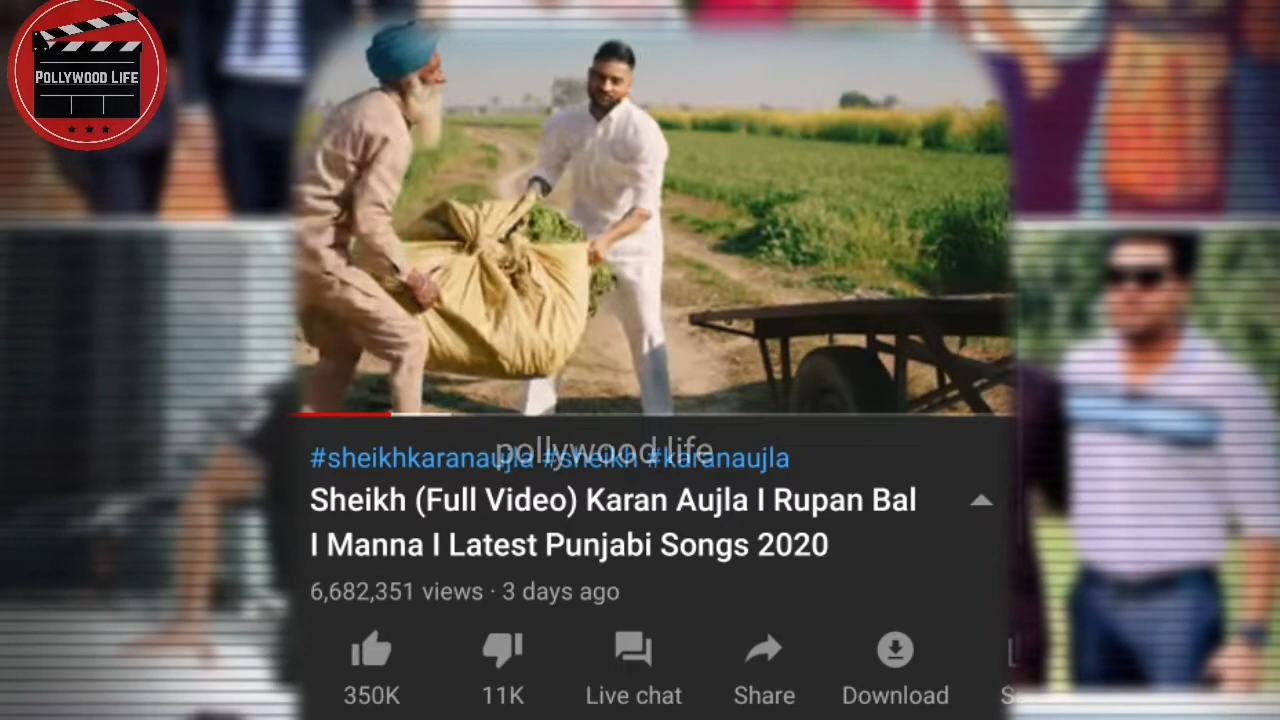 POLLYWOOD LIFE
pollywood life
#sheikhkaranaujla #sheikh #karanaujla
Sheikh (Full Video) Karan Aujla I Rupan Bal
I Manna I Latest Punjabi Songs 2020
6,682,351 views · 3 days ago
350K 11K Live chat Share Download